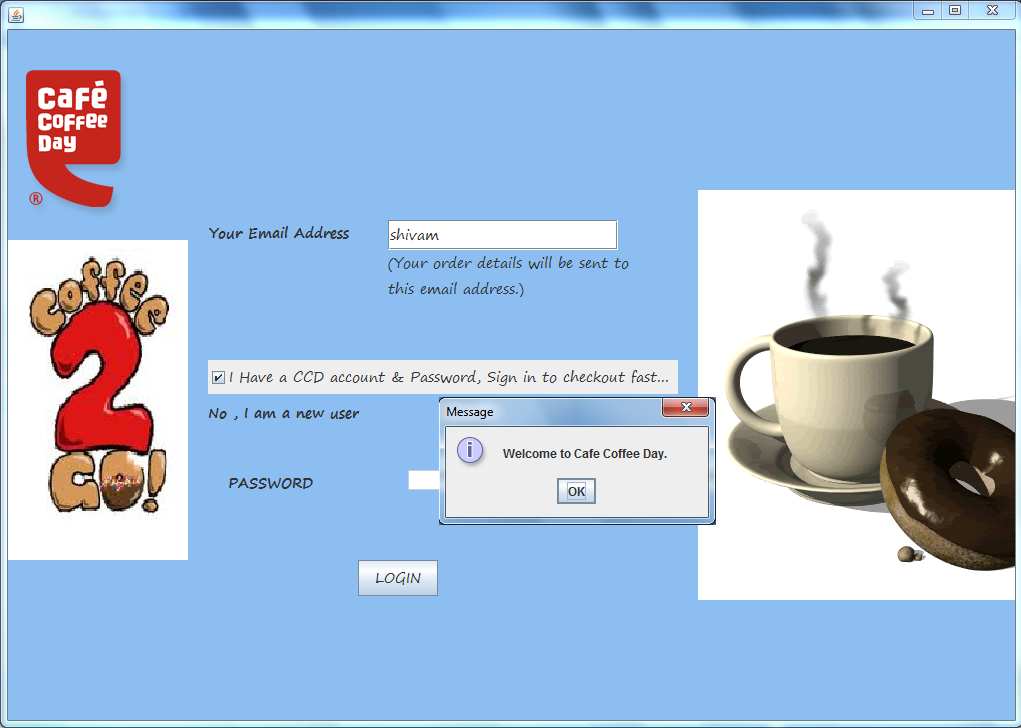 Café
Coffee
Day
®
Coffee
2
GO!
Your Email Address
shivam
(Your order details will be sent to
this email address.)
I Have a CCD account & Password, Sign in to checkout fast...
No , I am a new user
PASSWORD
LOGIN
Message
Welcome to Cafe Coffee Day.
OK